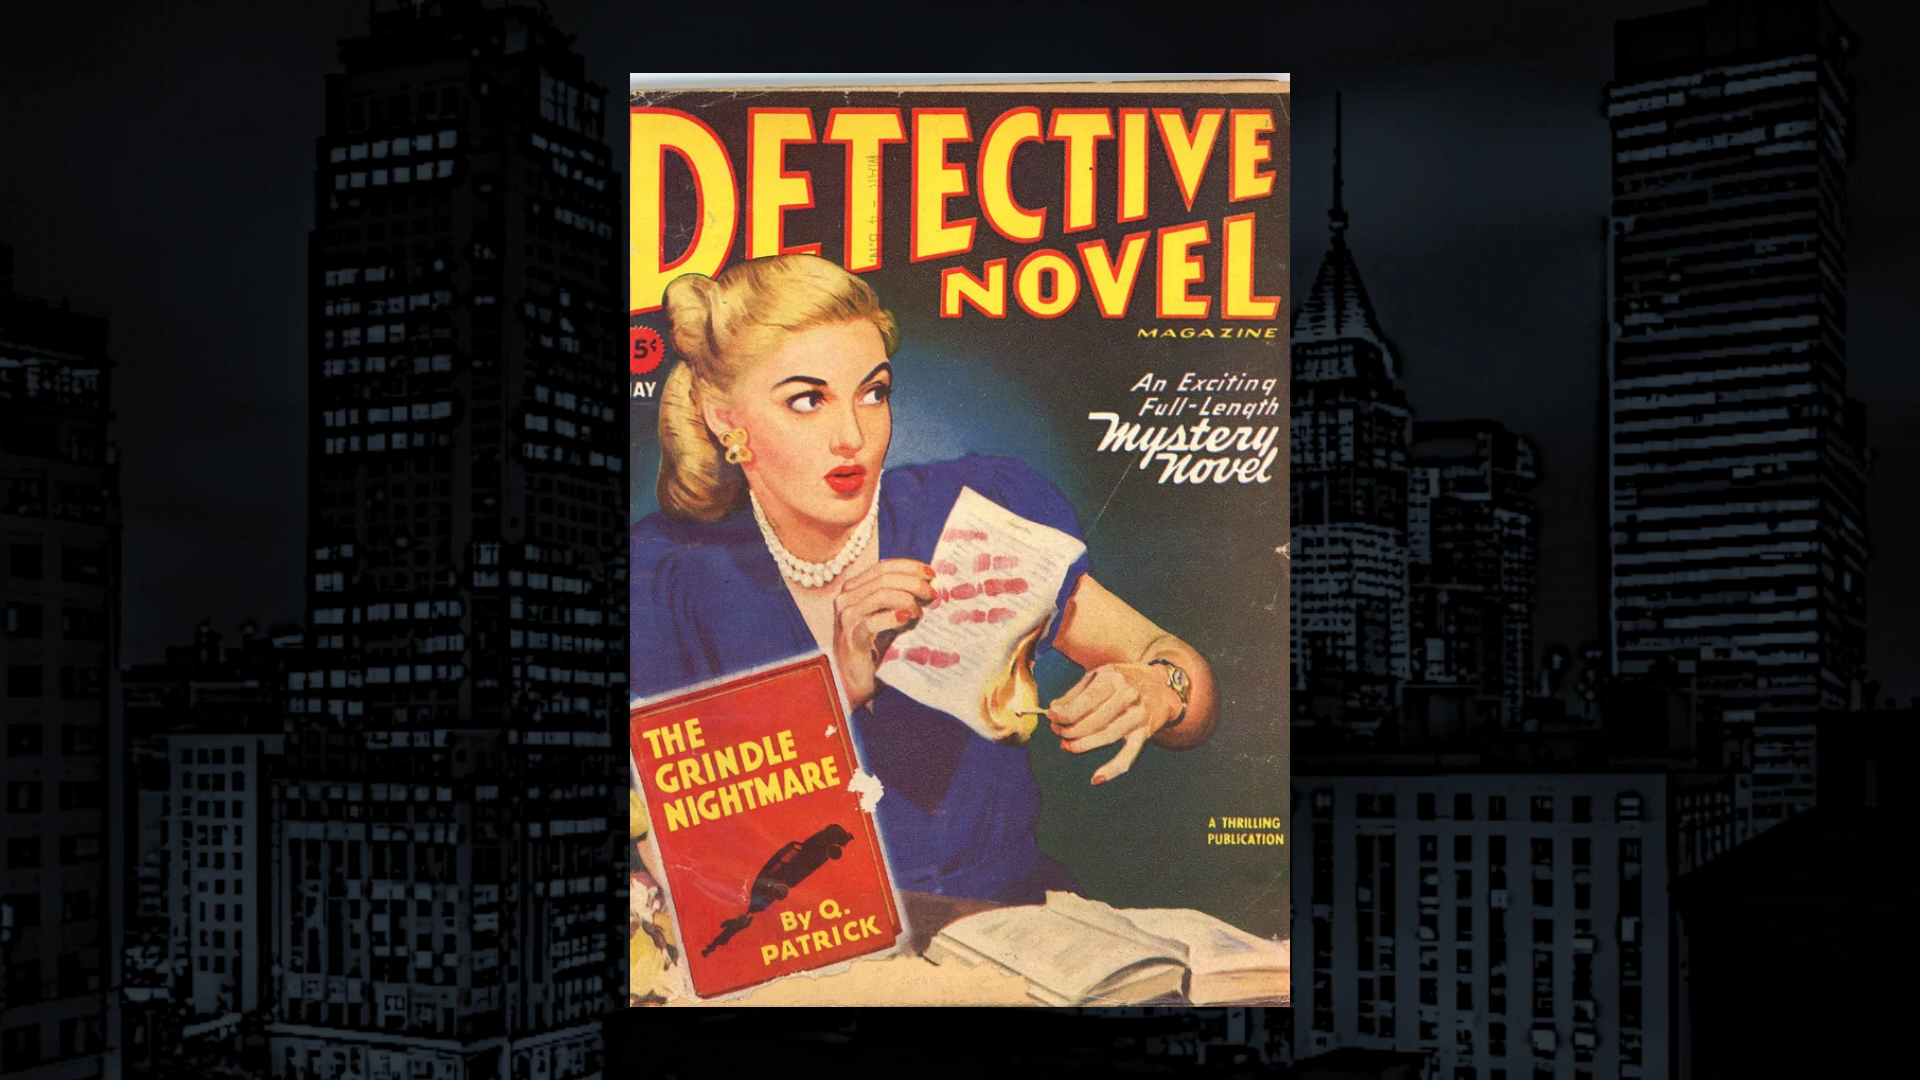 DETECTIVE
NOVEL
MAGAZINE
5¢
AY
An Exciting
Full-Length
Mystery
Novel
THE
GRINDLE
NIGHTMARE
By Q.
PATRICK
A THRILLING
PUBLICATION